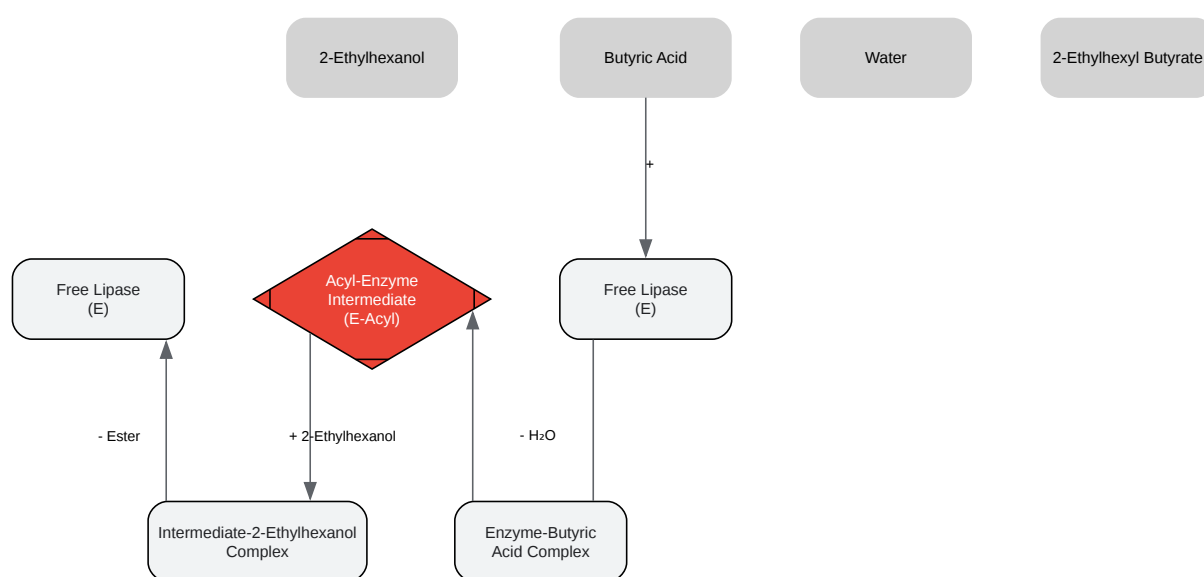 2-Ethylhexanol
Butyric Acid
Water
2-Ethylhexyl Butyrate
+
Free Lipase
(E)
Acyl-Enzyme
Intermediate
(E-Acyl)
Free Lipase
(E)
- Ester
+ 2-Ethylhexanol
- H₂O
Intermediate-2-Ethylhexanol
Complex
Enzyme-Butyric
Acid Complex